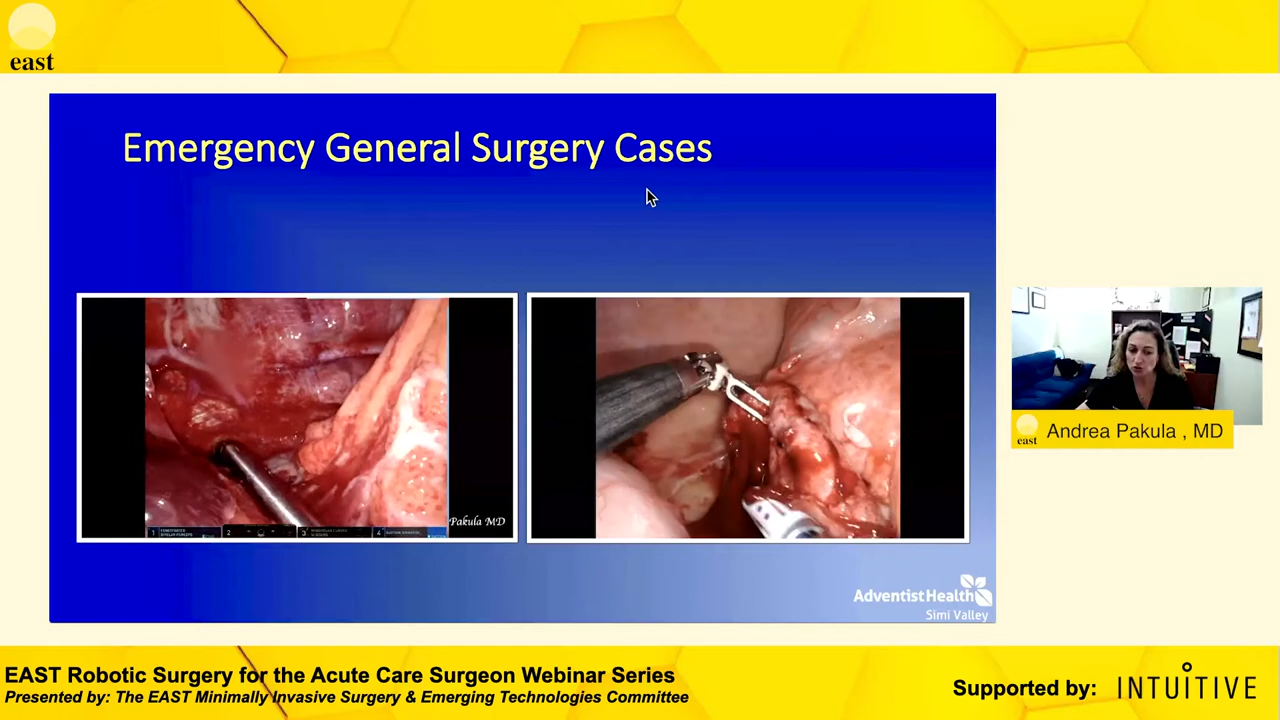 east
Emergency General Surgery Cases
Pakula MD
AdventistHealth
Simi Valley
east
Andrea Pakula , MD
EAST Robotic Surgery for the Acute Care Surgeon Webinar Series
Presented by: The EAST Minimally Invasive Surgery & Emerging Technologies Committee
Supported by: INTUITIVE